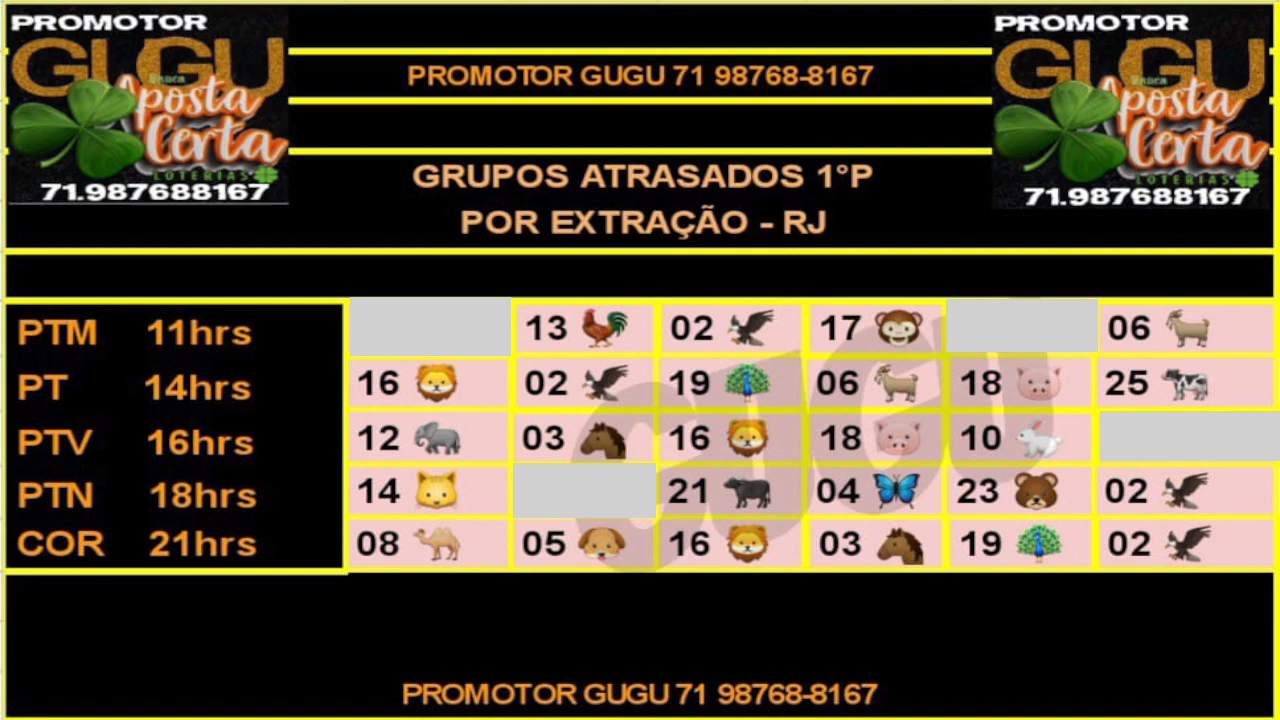 PROMOTOR
GUGU
Banca
Aposta
Certa
LOTERIAS
71.987688167
PROMOTOR GUGU 71 98768-8167
GRUPOS ATRASADOS 1°P
POR EXTRAÇÃO - RJ
PROMOTOR
GUGU
Banca
Aposta
Certa
LOTERIAS
71.987688167
PTM 11hrs 13 02 17 06
PT 14hrs 16 02 19 06 18 25
PTV 16hrs 12 03 16 18 10
PTN 18hrs 14 21 04 23 02
COR 21hrs 08 05 16 03 19 02
GUGU
PROMOTOR GUGU 71 98768-8167